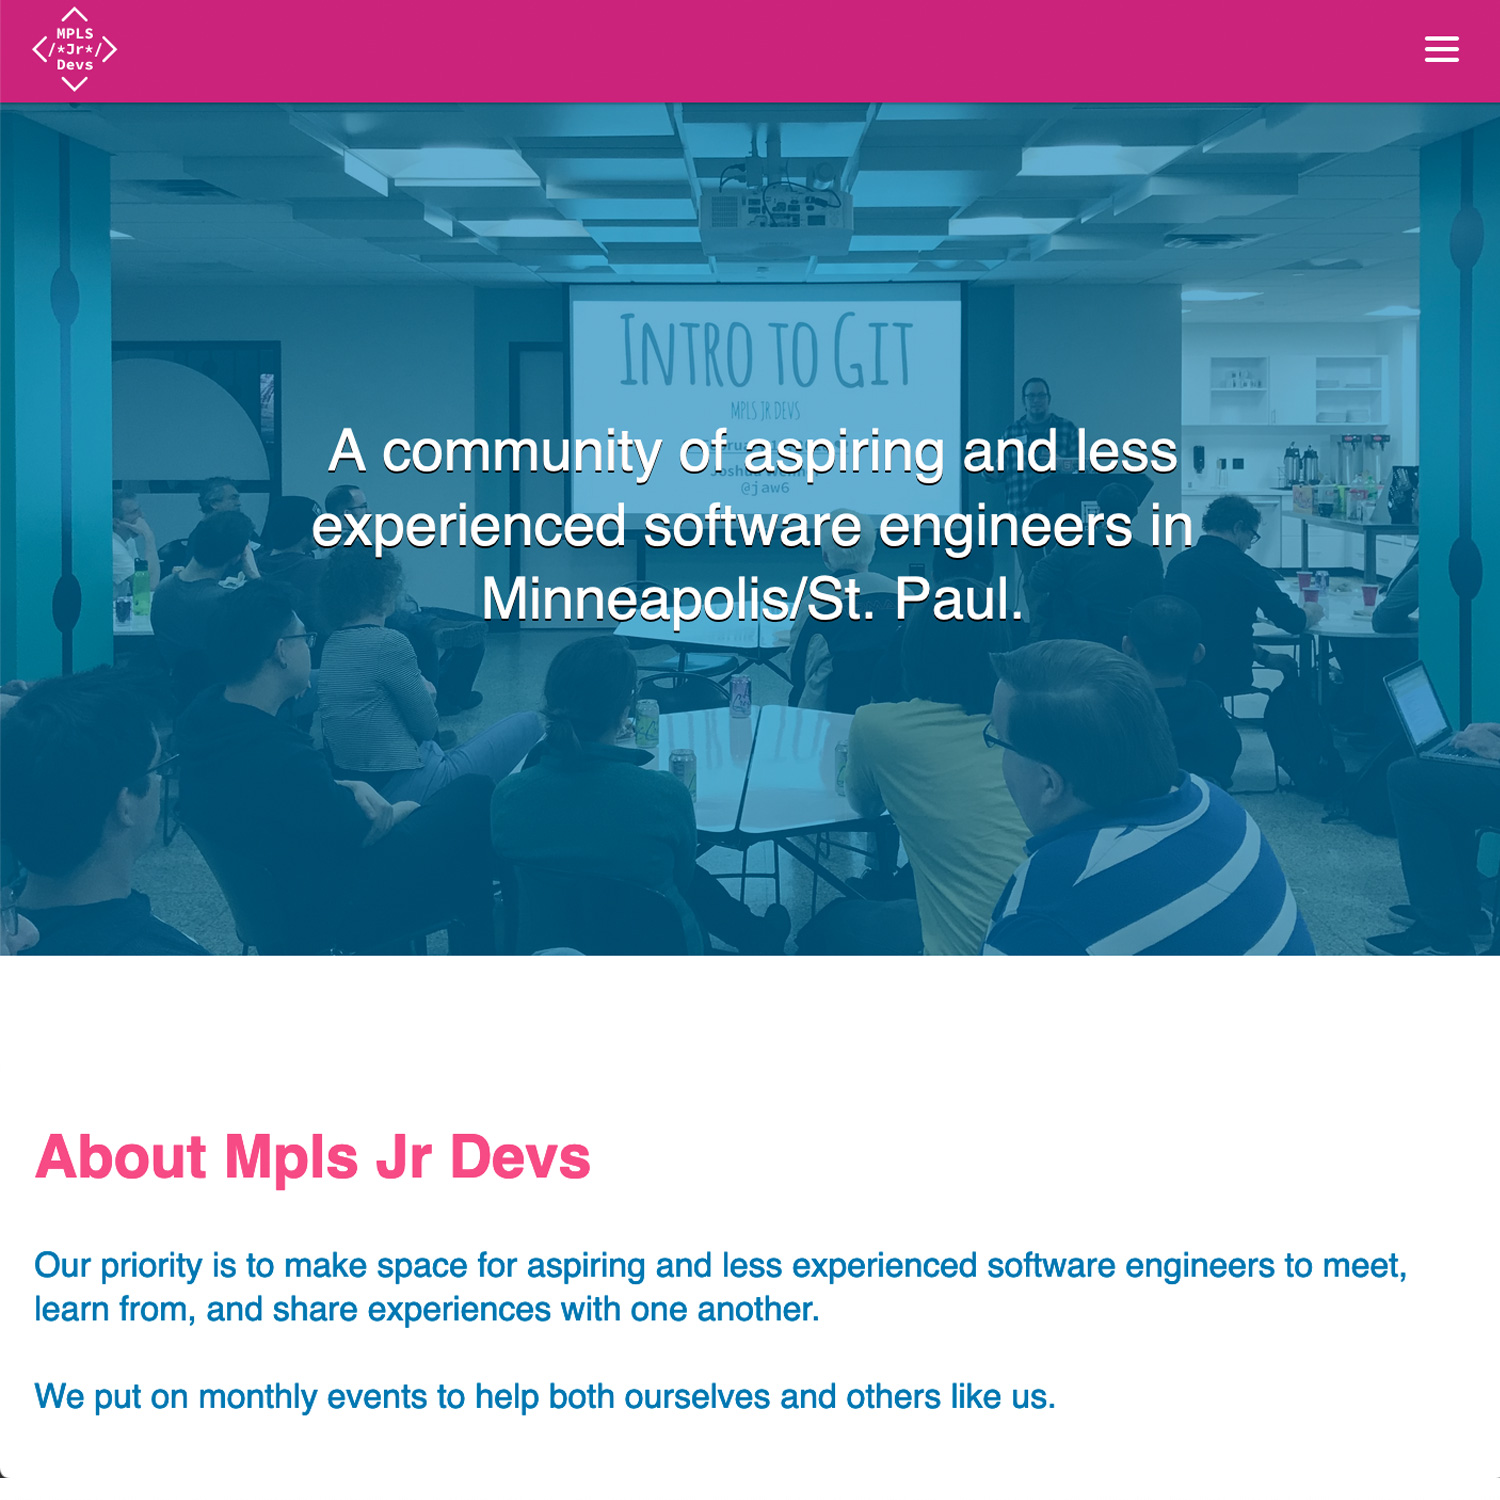 MPLS
/*Jr*/
Devs
INTRO TO GIT
MPLS JR DEVS
@jaw6
A community of aspiring and less
experienced software engineers in
Minneapolis/St. Paul.
About Mpls Jr Devs
Our priority is to make space for aspiring and less experienced software engineers to meet,
learn from, and share experiences with one another.
We put on monthly events to help both ourselves and others like us.